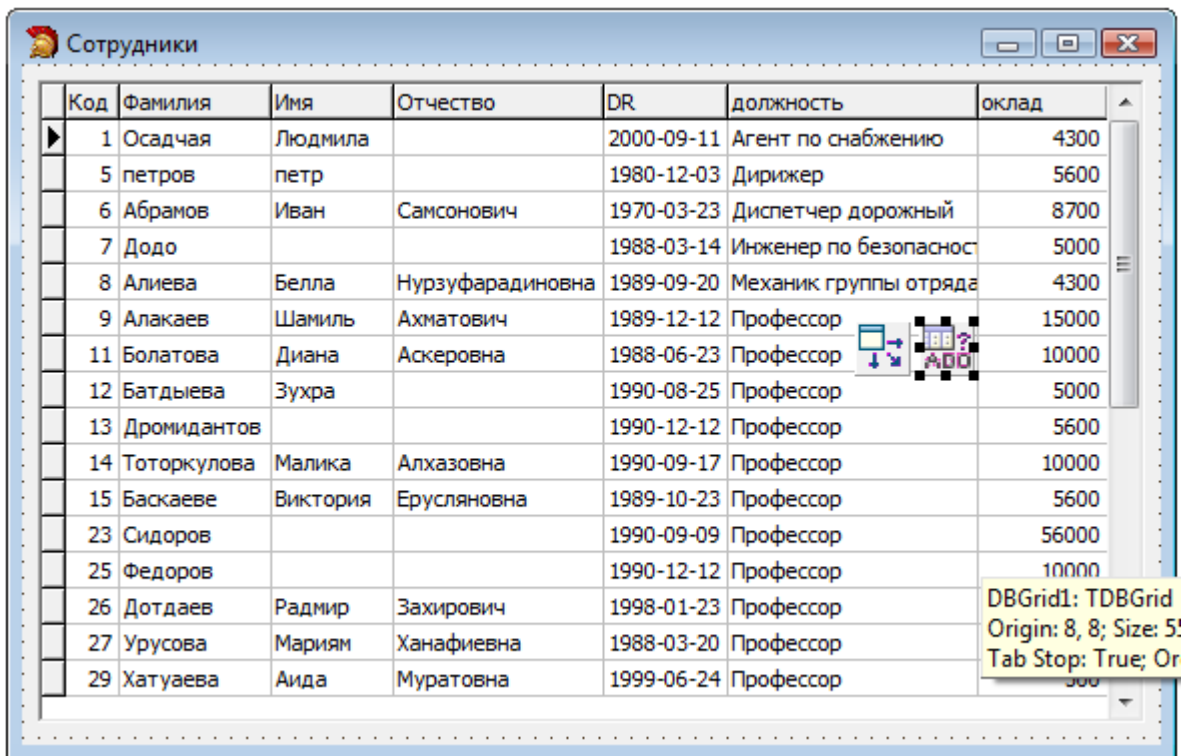 Сотрудники
Код Фамилия Имя Отчество DR должность оклад
1 Осадчая Людмила 2000-09-11 Агент по снабжению 4300
5 петров петр 1980-12-03 Дирижер 5600
6 Абрамов Иван Самсонович 1970-03-23 Диспетчер дорожный 8700
7 Додо 1988-03-14 Инженер по безопасност 5000
8 Алиева Белла Нурзуфарадиновна 1989-09-20 Механик группы отряда 4300
9 Алакаев Шамиль Ахматович 1989-12-12 Профессор 15000
11 Болатова Диана Аскеровна 1988-06-23 Профессор ADO 10000
12 Батдыева Зухра 1990-08-25 Профессор 5000
13 Дромидантов 1990-12-12 Профессор 5600
14 Тоторкулова Малика Алхазовна 1990-09-17 Профессор 10000
15 Баскаеве Виктория Ерусляновна 1989-10-23 Профессор 5600
23 Сидоров 1990-09-09 Профессор 56000
25 Федоров 1990-12-12 Профессор 10000
26 Дотдаев Радмир Захирович 1998-01-23 Профессор
DBGrid1: TDBGrid
27 Урусова Мариям Ханафиевна 1988-03-20 Профессор
Origin: 8, 8; Size: 55
Tab Stop: True; Or
29 Хатуаева Аида Муратовна 1999-06-24 Профессор